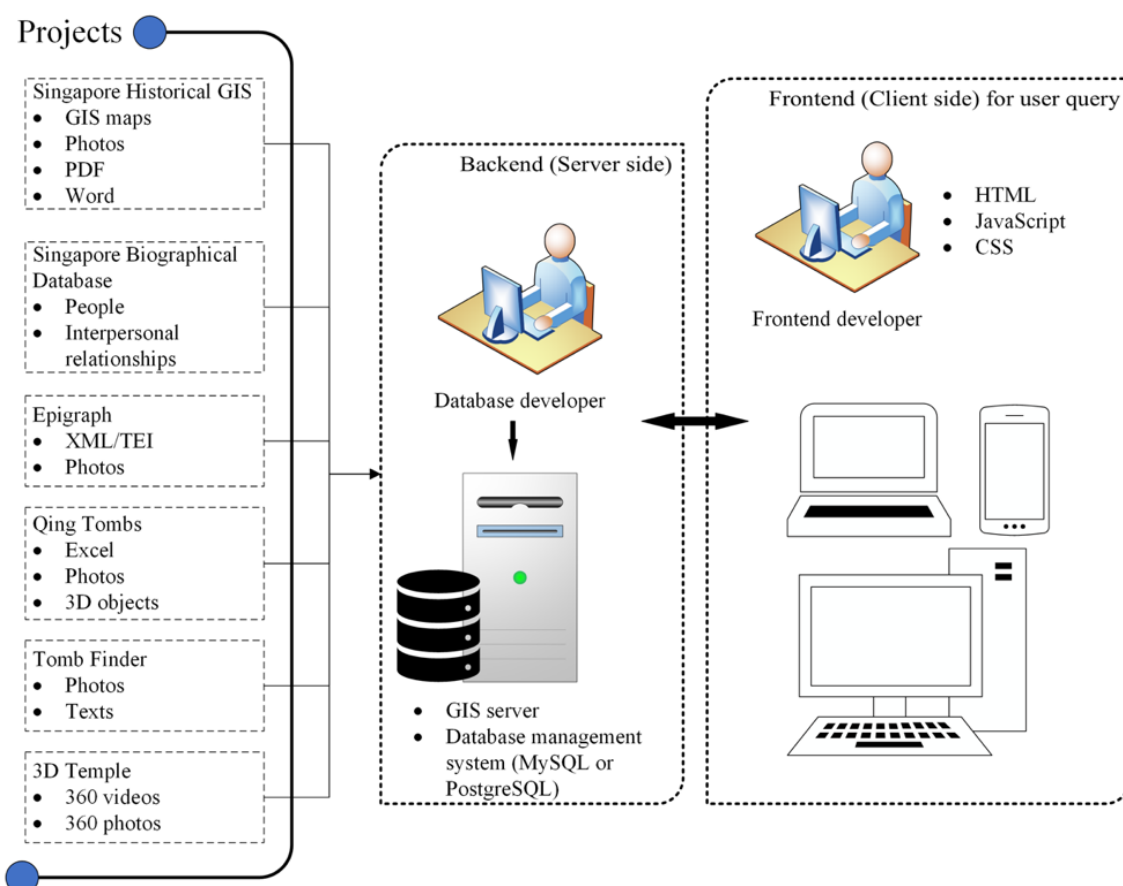 Projects
Singapore Historical GIS
• GIS maps
• Photos
• PDF
• Word
Singapore Biographical
Database
• People
• Interpersonal
relationships
Epigraph
• XML/TEI
• Photos
Qing Tombs
• Excel
• Photos
• 3D objects
Tomb Finder
• Photos
• Texts
3D Temple
• 360 videos
• 360 photos
Backend (Server side)
Database developer
• GIS server
• Database management
system (MySQL or
PostgreSQL)
Frontend (Client side) for user query
• HTML
• JavaScript
• CSS
Frontend developer